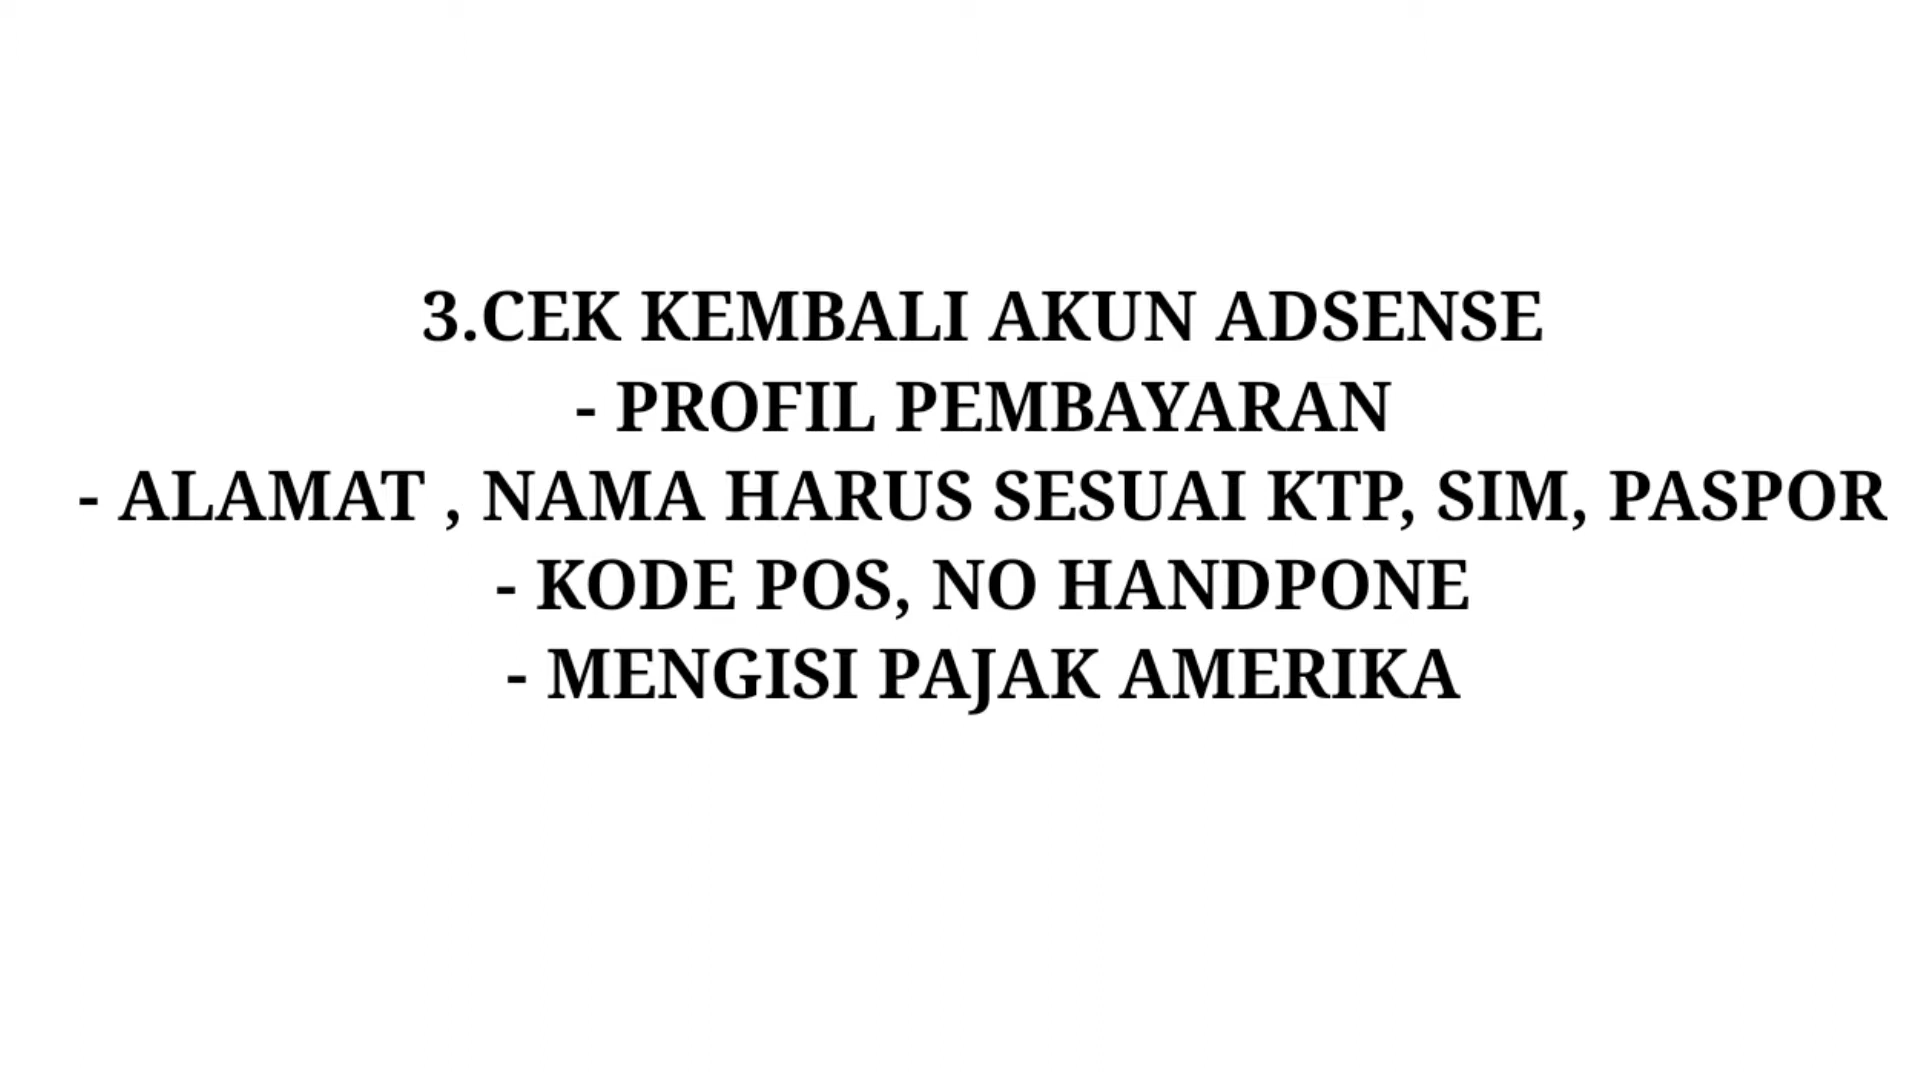 3.CEK KEMBALI AKUN ADSENSE
- PROFIL PEMBAYARAN
- ALAMAT , NAMA HARUS SESUAI KTP, SIM, PASPOR
- KODE POS, NO HANDPONE
- MENGISI PAJAK AMERIKA